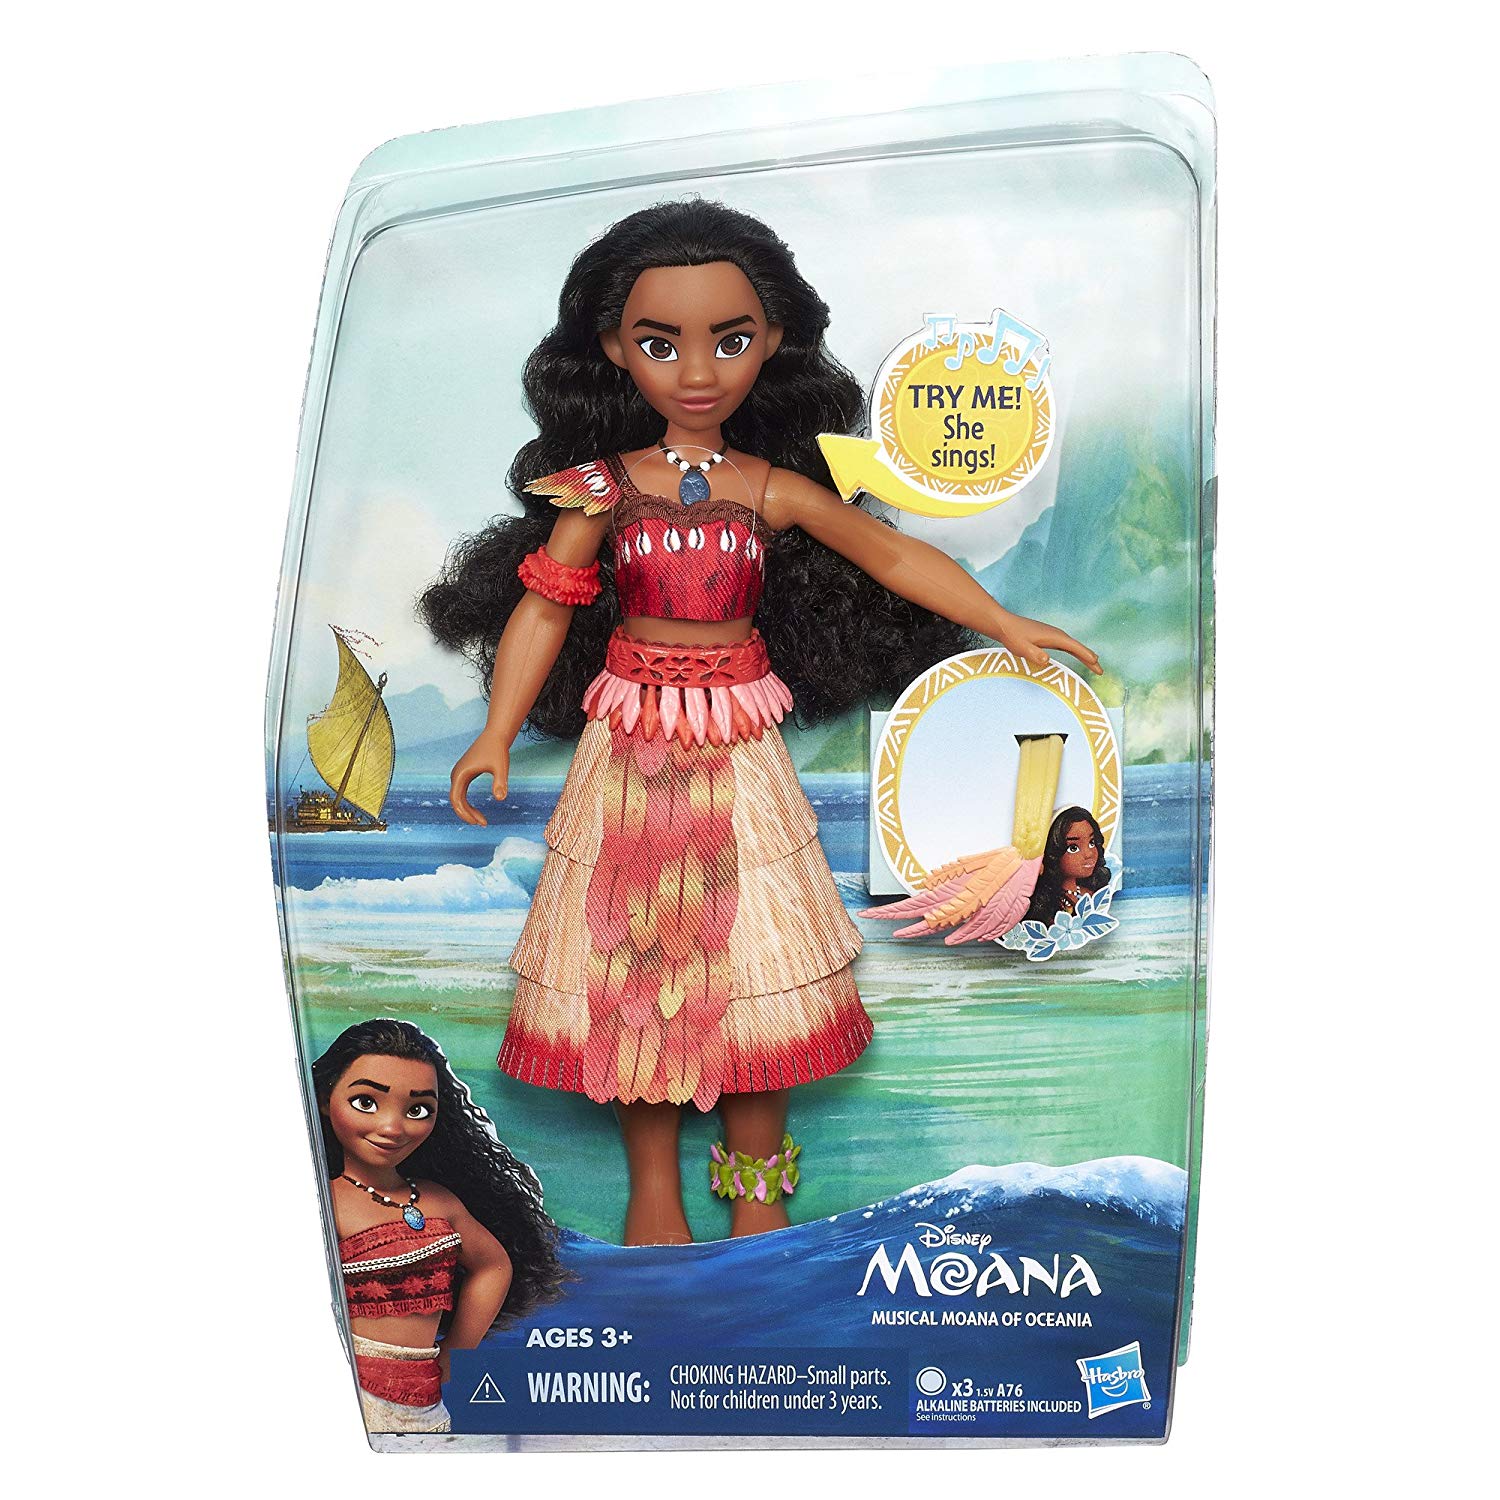 TRY ME!
She
sings!
Disney
MOANA
MUSICAL MOANA OF OCEANIA
AGES 3+
WARNING:
CHOKING HAZARD–Small parts.
Not for children under 3 years.
x3 1.5V A76
ALKALINE BATTERIES INCLUDED
See instructions
Hasbro
®